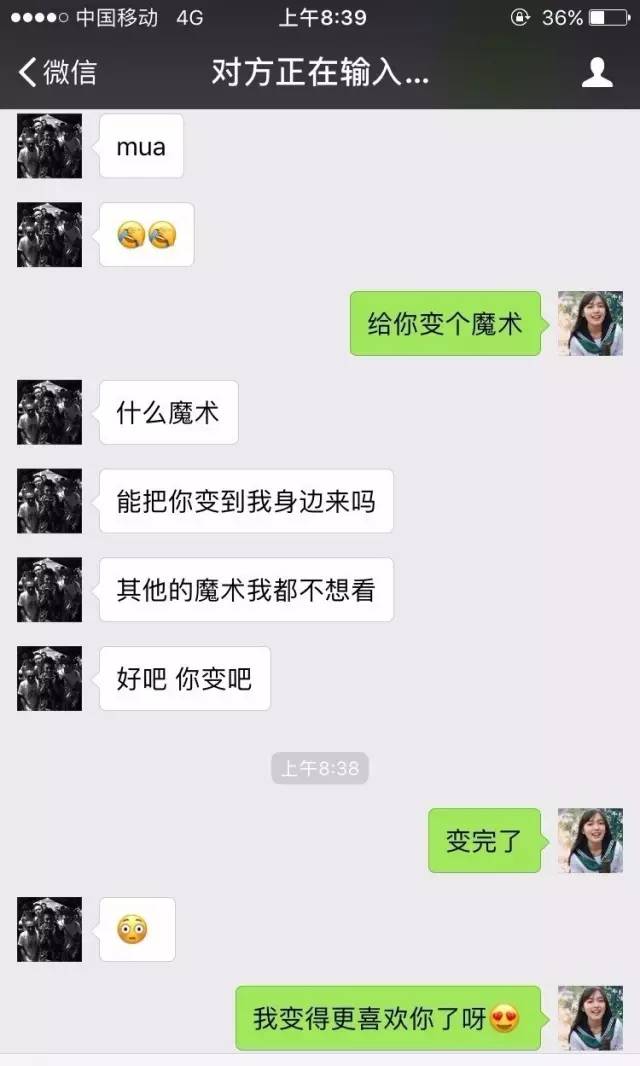 中国移动 4G 上午8:39 36%
微信 对方正在输入...
mua
🤧🤧
给你变个魔术
什么魔术
能把你变到我身边来吗
其他的魔术我都不想看
好吧 你变吧
上午8:38
变完了
😳
我变得更喜欢你了呀😍